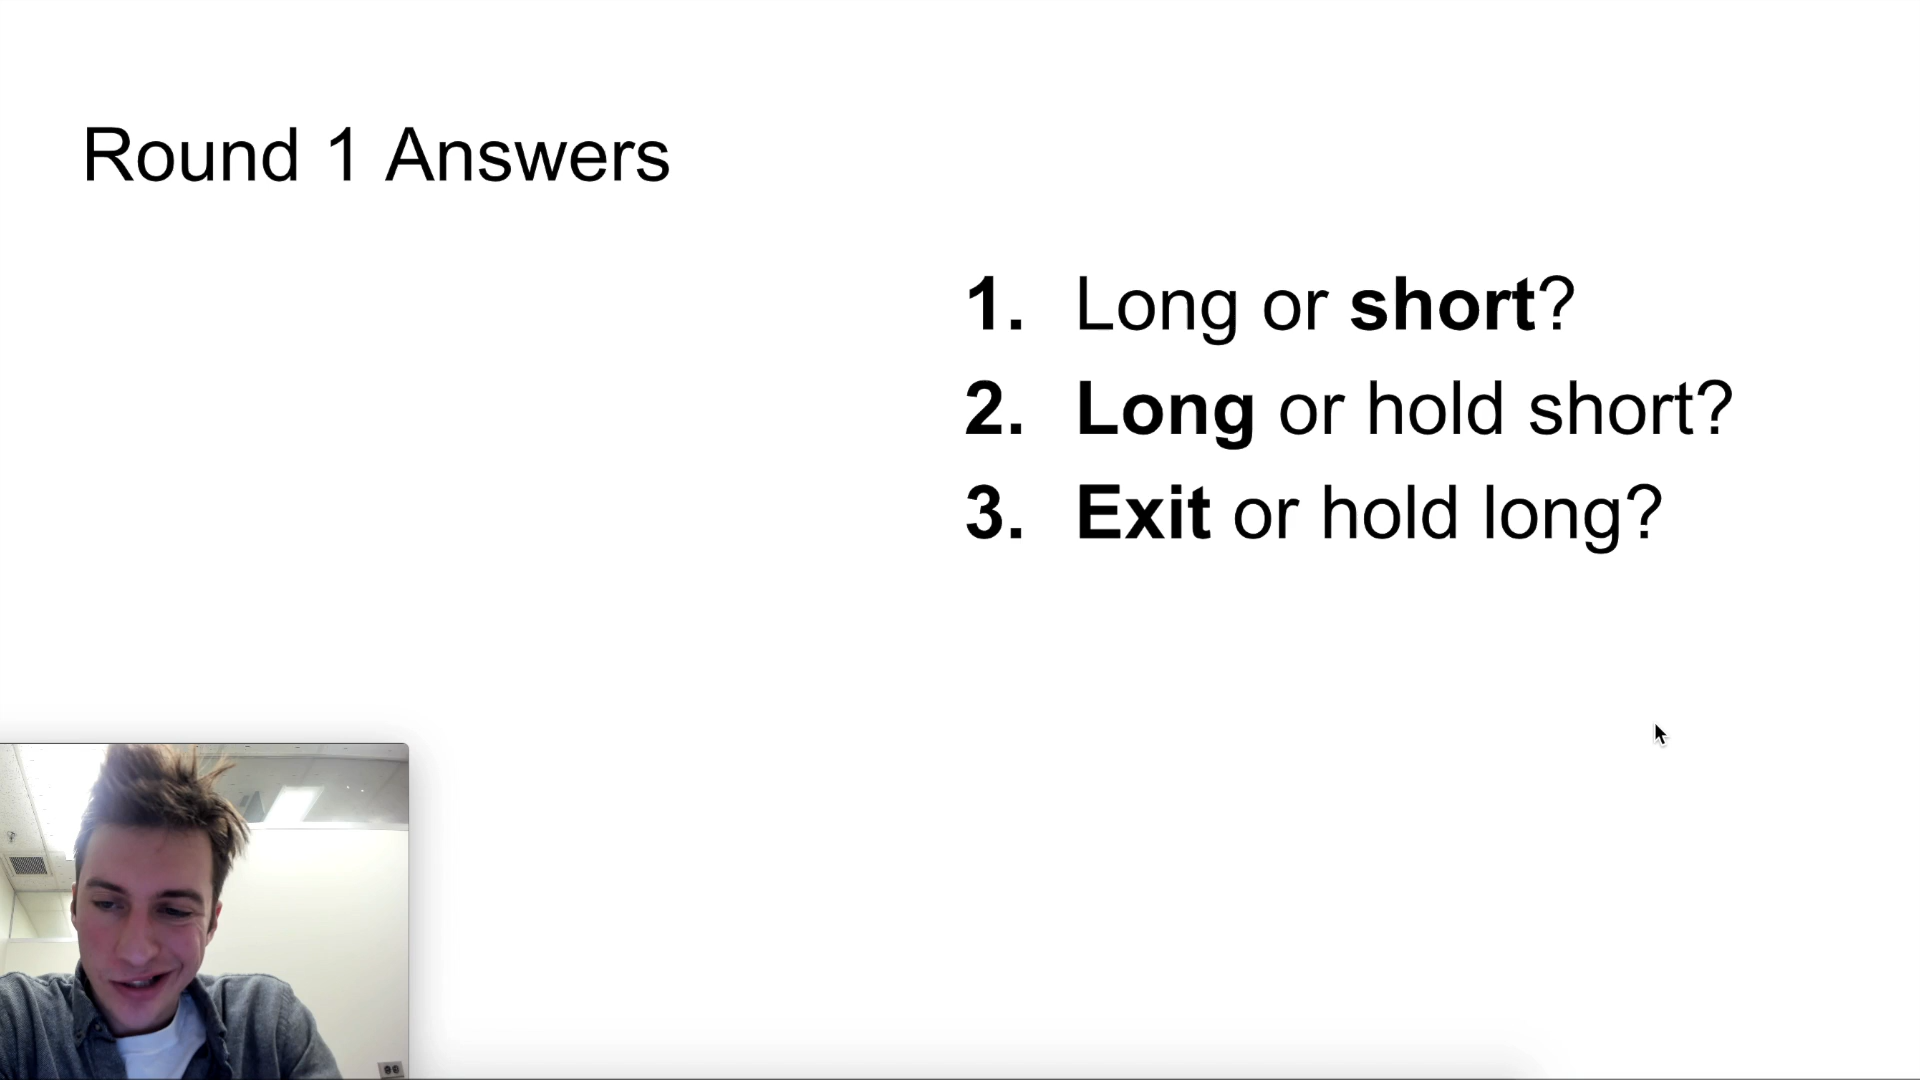 Round 1 Answers
1. Long or short?
2. Long or hold short?
3. Exit or hold long?